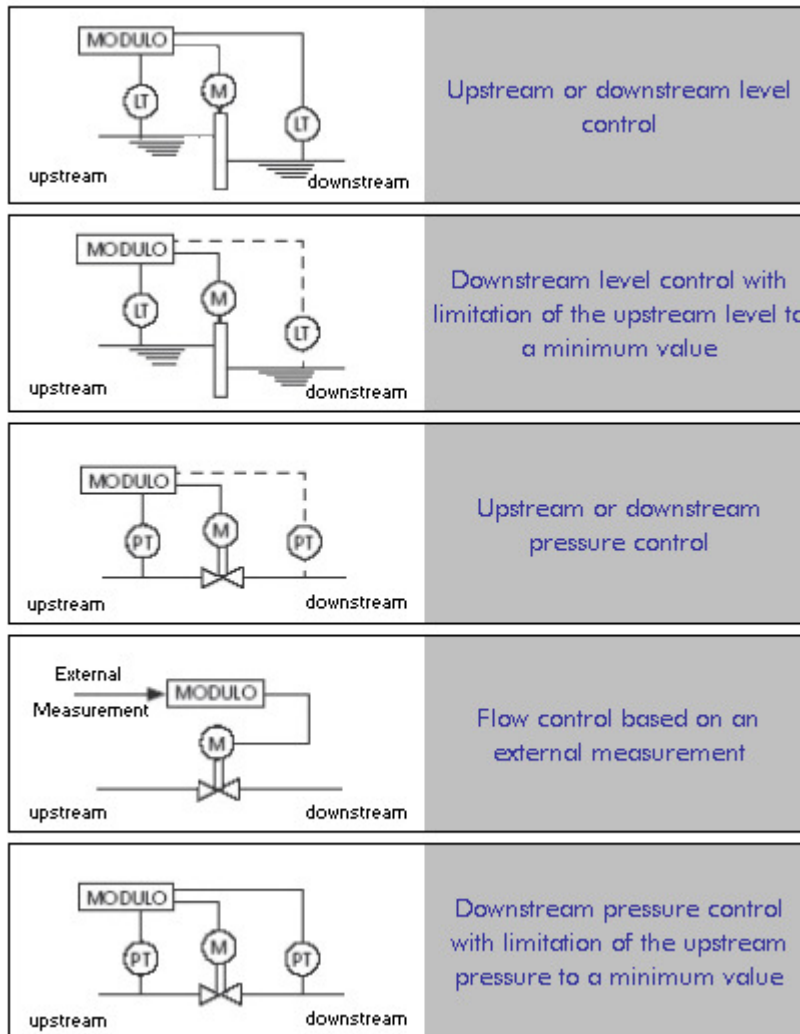 MODULO
LT
M
LT
upstream
downstream
Upstream or downstream level
control
MODULO
LT
M
LT
upstream
downstream
Downstream level control with
limitation of the upstream level to
a minimum value
MODULO
PT
M
PT
upstream
downstream
Upstream or downstream
pressure control
External
Measurement
MODULO
M
upstream
downstream
Flow control based on an
external measurement
MODULO
PT
M
PT
upstream
downstream
Downstream pressure control
with limitation of the upstream
pressure to a minimum value